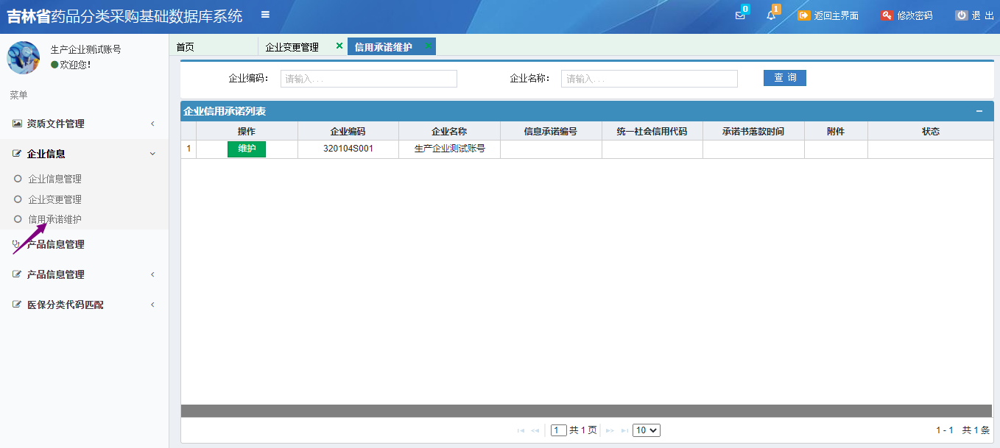 吉林省药品分类采购基础数据库系统
0
1
返回主界面
修改密码
退 出
生产企业测试账号
欢迎您!
菜单
资质文件管理
企业信息
企业信息管理
企业变更管理
信用承诺维护
产品信息管理
产品信息管理
医保分类代码匹配
首页
企业变更管理
信用承诺维护
企业编码: 请输入... 企业名称: 请输入... 查 询
企业信用承诺列表
操作 企业编码 企业名称 信息承诺编号 统一社会信用代码 承诺书落款时间 附件 状态
1 维护 320104S001 生产企业测试账号
1 共 1 页 10 1 - 1 共 1 条